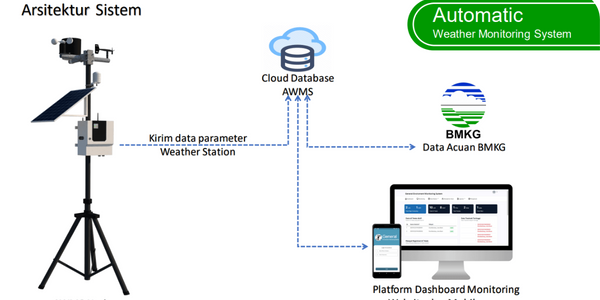 Arsitektur Sistem
Automatic
Weather Monitoring System
Cloud Database
AWMS
Kirim data parameter
Weather Station
BMKG
Data Acuan BMKG
Platform Dashboard Monitoring